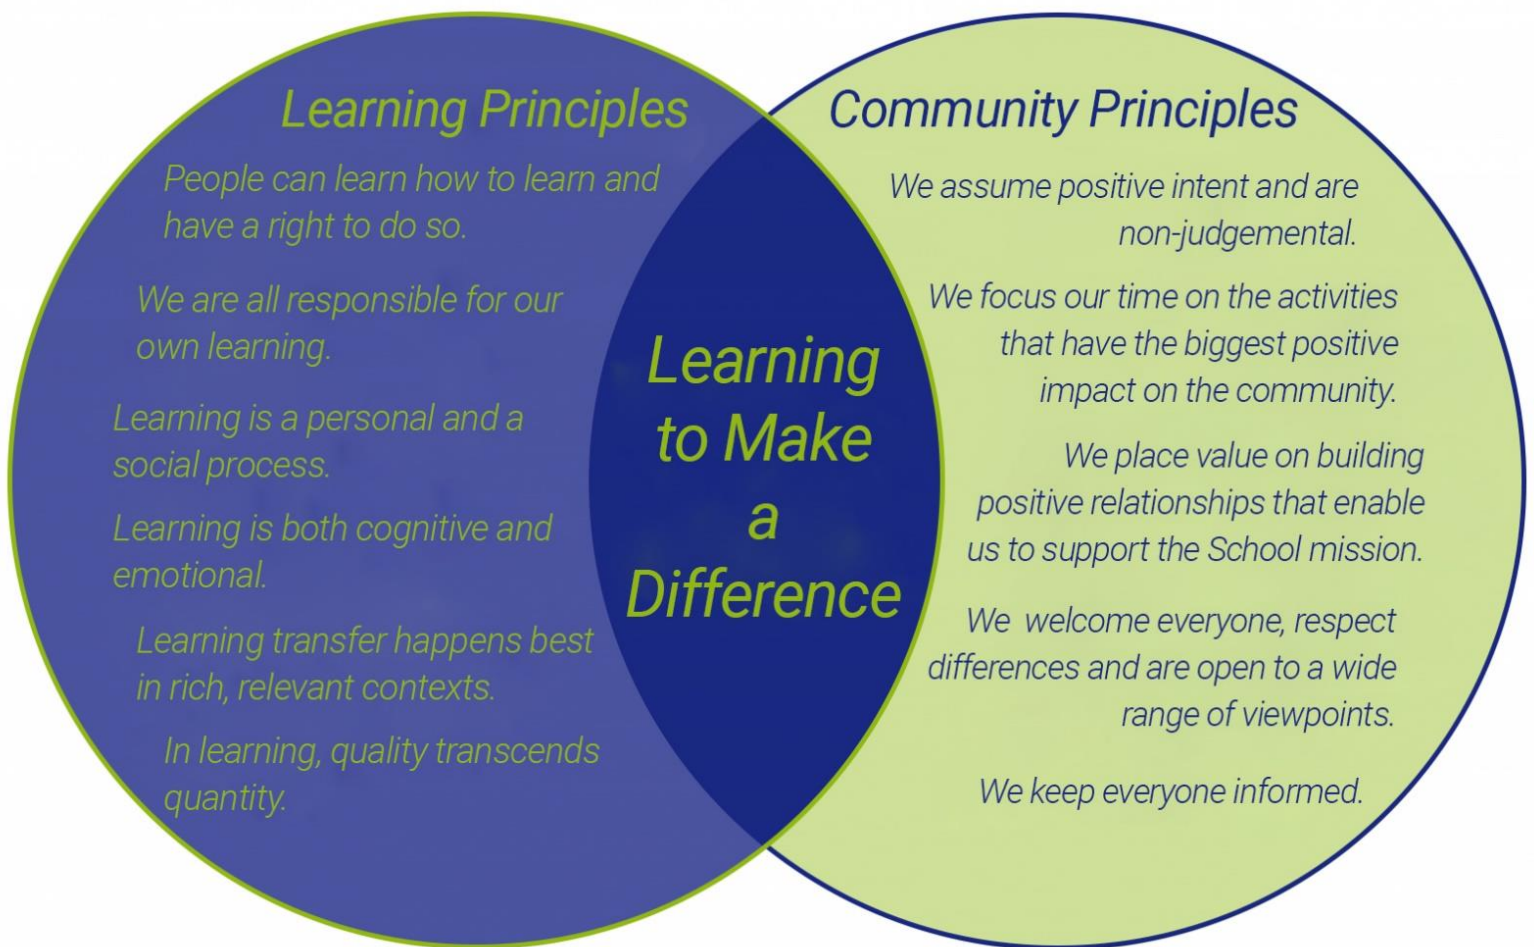 Learning Principles
People can learn how to learn and
have a right to do so.
We are all responsible for our
own learning.
Learning is a personal and a
social process.
Learning is both cognitive and
emotional.
Learning transfer happens best
in rich, relevant contexts.
In learning, quality transcends
quantity.
Learning
to Make
a
Difference
Community Principles
We assume positive intent and are
non-judgemental.
We focus our time on the activities
that have the biggest positive
impact on the community.
We place value on building
positive relationships that enable
us to support the School mission.
We welcome everyone, respect
differences and are open to a wide
range of viewpoints.
We keep everyone informed.